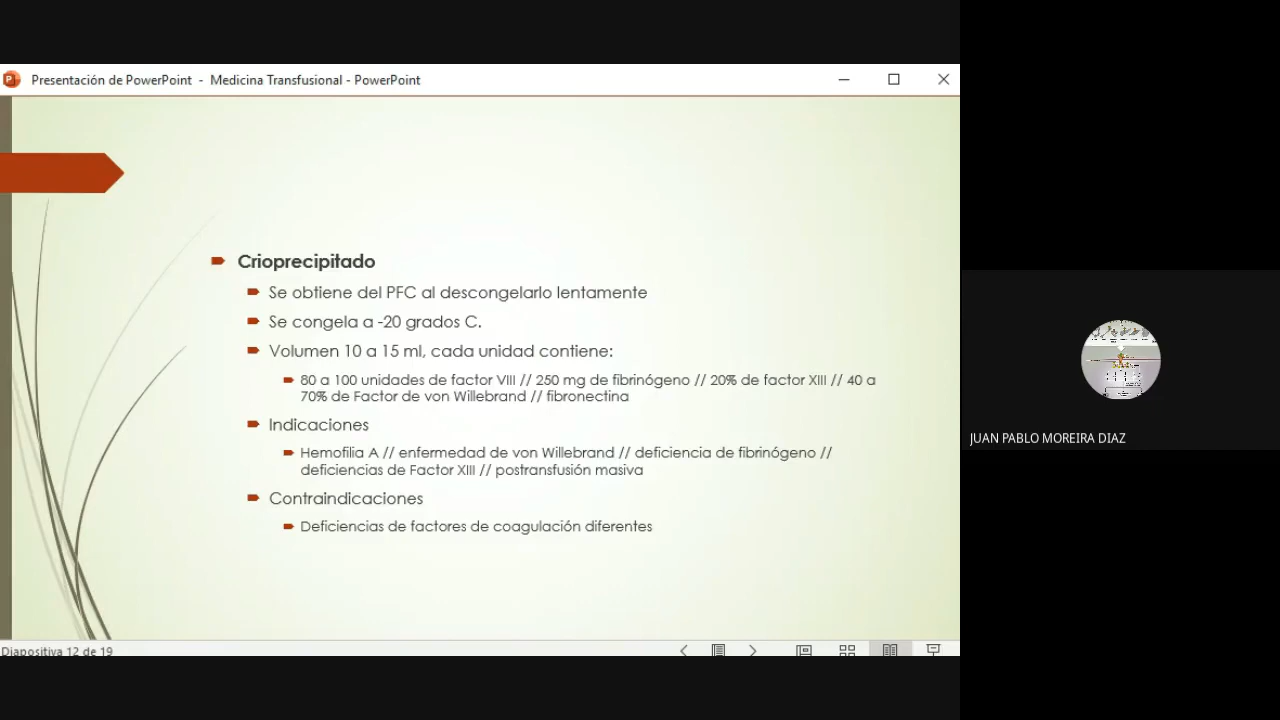 Presentación de PowerPoint - Medicina Transfusional - PowerPoint
Crioprecipitado
Se obtiene del PFC al descongelarlo lentamente
Se congela a -20 grados C.
Volumen 10 a 15 ml, cada unidad contiene:
80 a 100 unidades de factor VIII // 250 mg de fibrinógeno // 20% de factor XIII // 40 a
70% de Factor de von Willebrand // fibronectina
Indicaciones
Hemofilia A // enfermedad de von Willebrand // deficiencia de fibrinógeno //
deficiencias de Factor XIII // postransfusión masiva
Contraindicaciones
Deficiencias de factores de coagulación diferentes
JUAN PABLO MOREIRA DIAZ
Diapositiva 12 de 19